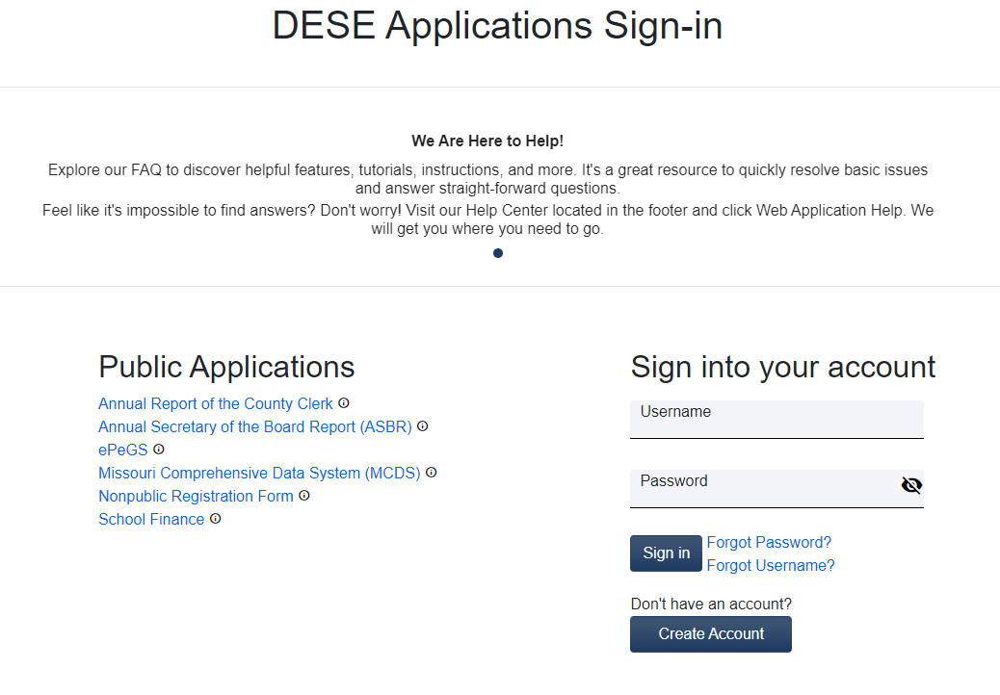 DESE Applications Sign-in
We Are Here to Help!
Explore our FAQ to discover helpful features, tutorials, instructions, and more. It's a great resource to quickly resolve basic issues
and answer straight-forward questions.
Feel like it's impossible to find answers? Don't worry! Visit our Help Center located in the footer and click Web Application Help. We
will get you where you need to go.
Public Applications
Annual Report of the County Clerk
Annual Secretary of the Board Report (ASBR)
ePeGS
Missouri Comprehensive Data System (MCDS)
Nonpublic Registration Form
School Finance
Sign into your account
Username
Password
Sign in
Forgot Password?
Forgot Username?
Don't have an account?
Create Account